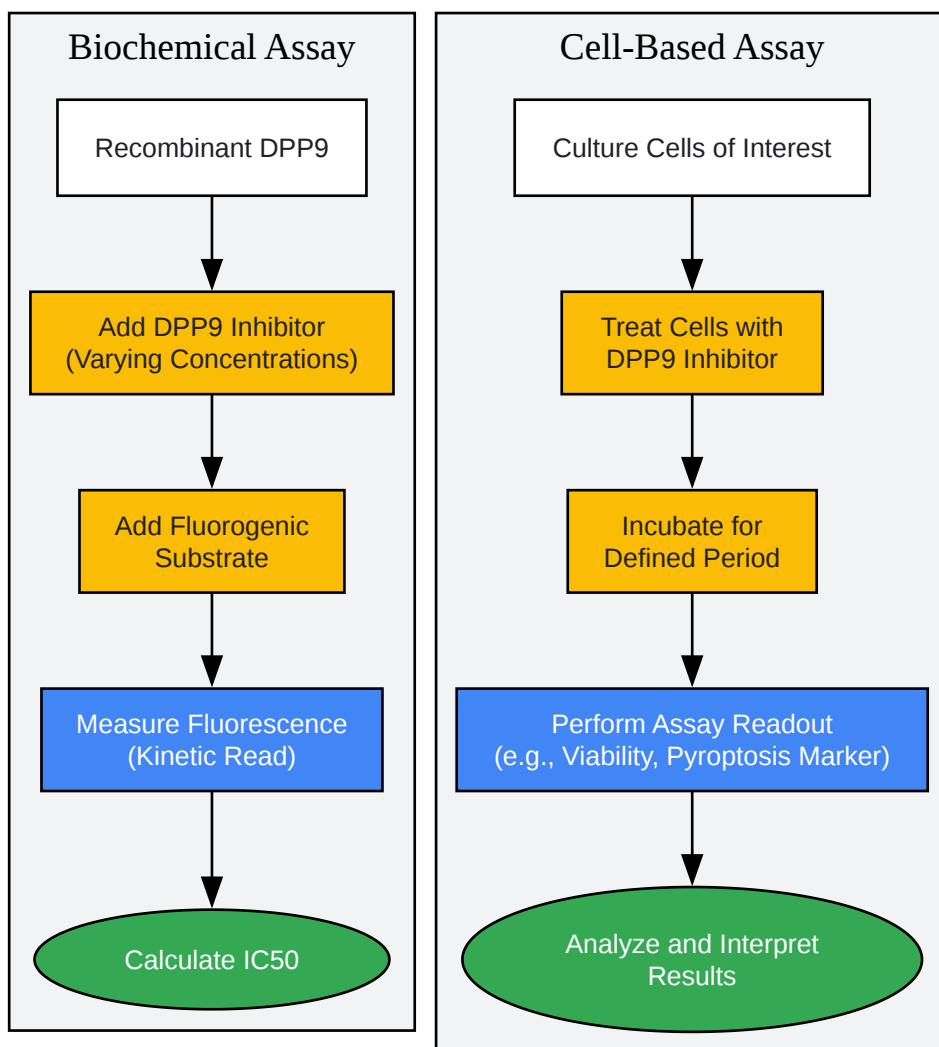 Biochemical Assay
Recombinant DPP9
Add DPP9 Inhibitor
(Varying Concentrations)
Add Fluorogenic
Substrate
Measure Fluorescence
(Kinetic Read)
Calculate IC50
Cell-Based Assay
Culture Cells of Interest
Treat Cells with
DPP9 Inhibitor
Incubate for
Defined Period
Perform Assay Readout
(e.g., Viability, Pyroptosis Marker)
Analyze and Interpret
Results